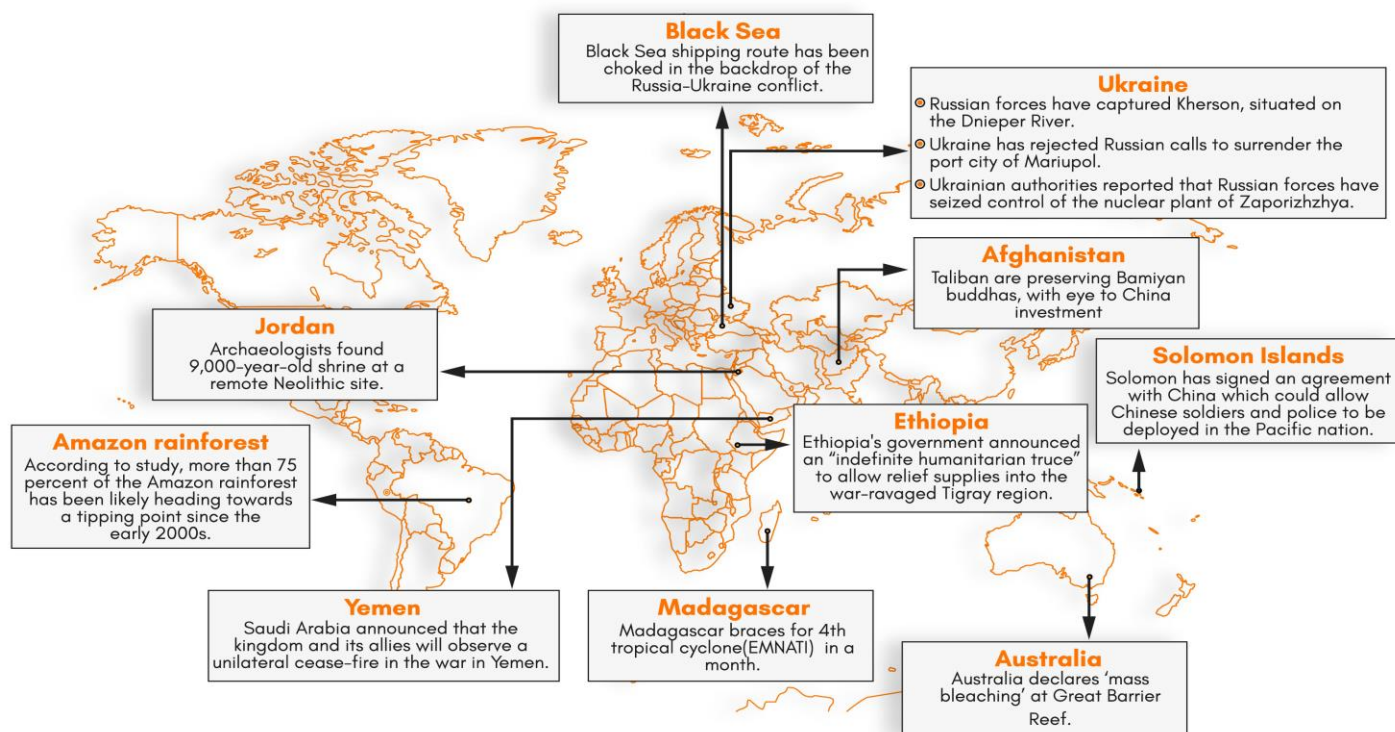 Black Sea
Black Sea shipping route has been
choked in the backdrop of the
Russia-Ukraine conflict.
Ukraine
Russian forces have captured Kherson, situated on
the Dnieper River.
Ukraine has rejected Russian calls to surrender the
port city of Mariupol.
Ukrainian authorities reported that Russian forces have
seized control of the nuclear plant of Zaporizhzhya.
Afghanistan
Taliban are preserving Bamiyan
buddhas, with eye to China
investment
Jordan
Archaeologists found
9,000-year-old shrine at a
remote Neolithic site.
Solomon Islands
Solomon has signed an agreement
with China which could allow
Chinese soldiers and police to be
deployed in the Pacific nation.
Ethiopia
Ethiopia's government announced
an “indefinite humanitarian truce”
to allow relief supplies into the
war-ravaged Tigray region.
Amazon rainforest
According to study, more than 75
percent of the Amazon rainforest
has been likely heading towards
a tipping point since the
early 2000s.
Yemen
Saudi Arabia announced that the
kingdom and its allies will observe a
unilateral cease-fire in the war in Yemen.
Madagascar
Madagascar braces for 4th
tropical cyclone(EMNATI) in a
month.
Australia
Australia declares ‘mass
bleaching’ at Great Barrier
Reef.